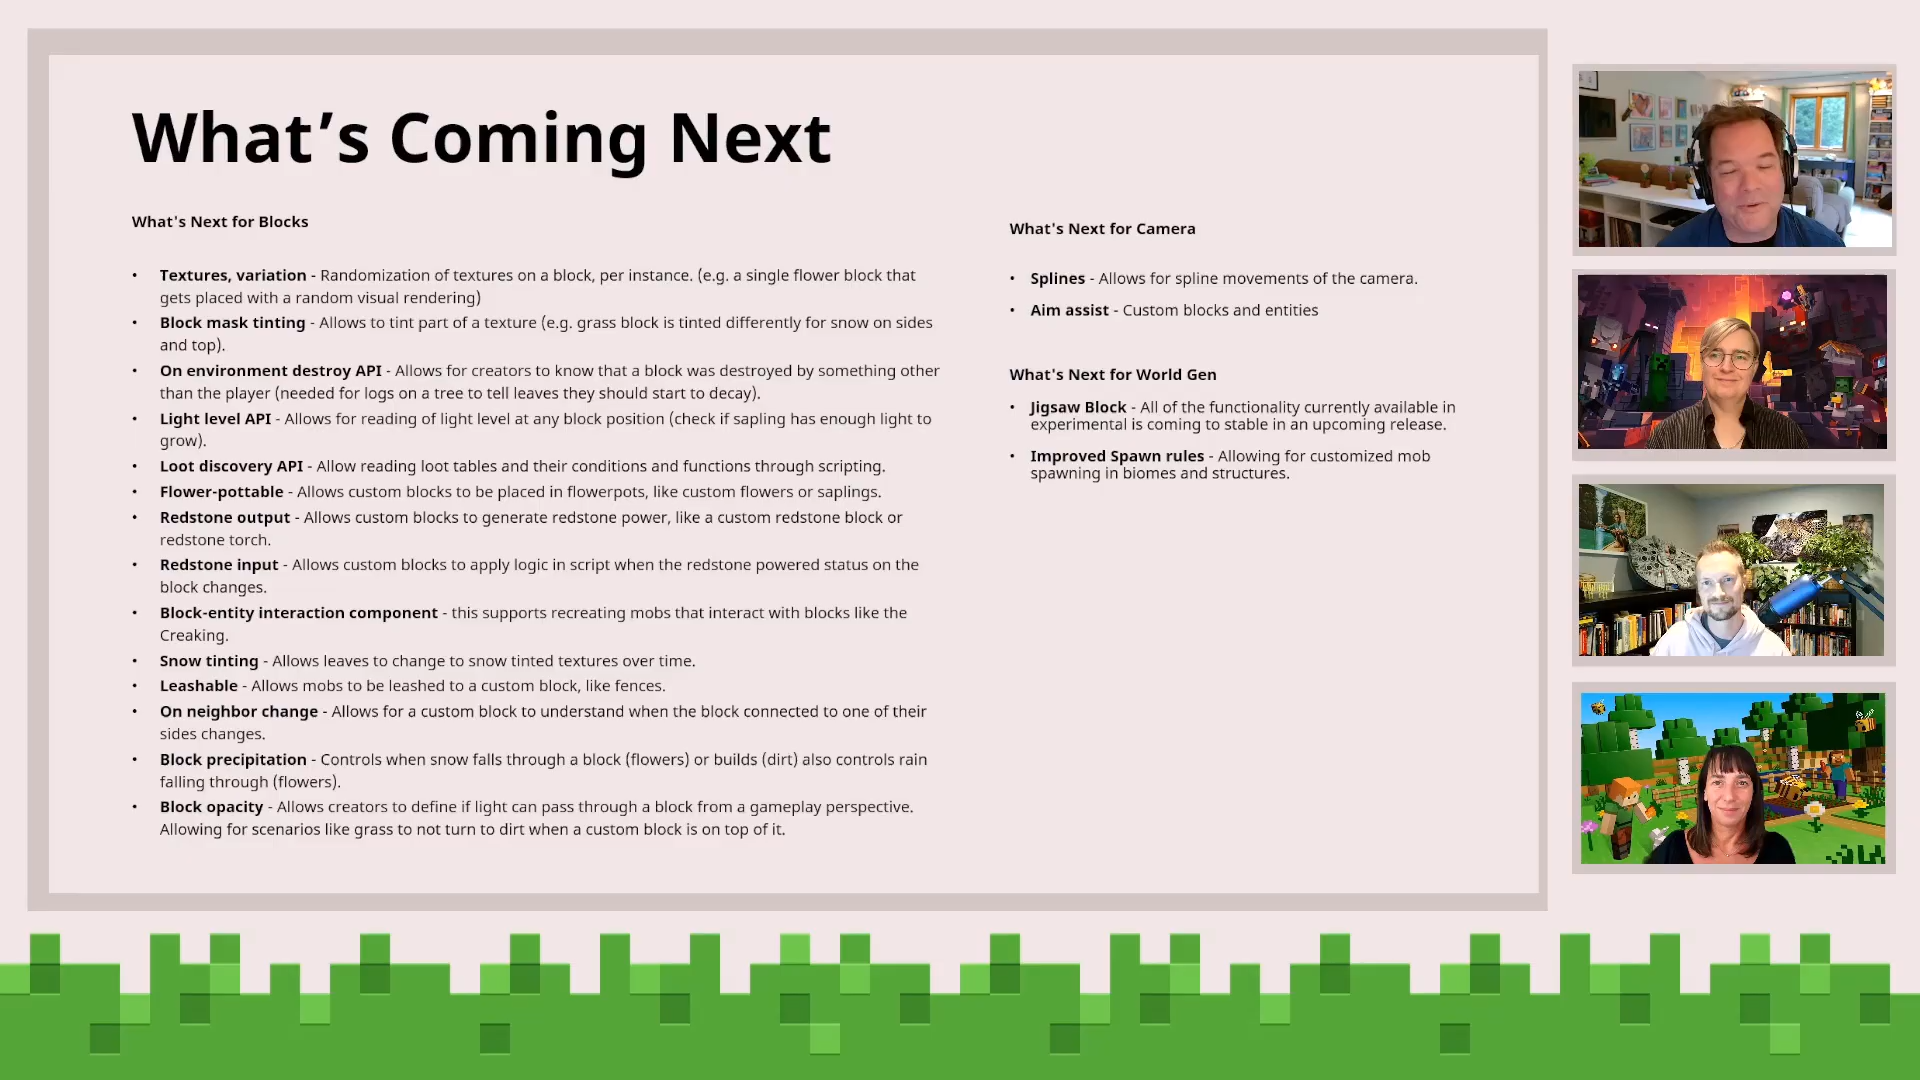 What’s Coming Next
What's Next for Blocks
• Textures, variation - Randomization of textures on a block, per instance. (e.g. a single flower block that
gets placed with a random visual rendering)
• Block mask tinting - Allows to tint part of a texture (e.g. grass block is tinted differently for snow on sides
and top).
• On environment destroy API - Allows for creators to know that a block was destroyed by something other
than the player (needed for logs on a tree to tell leaves they should start to decay).
• Light level API - Allows for reading of light level at any block position (check if sapling has enough light to
grow).
• Loot discovery API - Allow reading loot tables and their conditions and functions through scripting.
• Flower-pottable - Allows custom blocks to be placed in flowerpots, like custom flowers or saplings.
• Redstone output - Allows custom blocks to generate redstone power, like a custom redstone block or
redstone torch.
• Redstone input - Allows custom blocks to apply logic in script when the redstone powered status on the
block changes.
• Block-entity interaction component - this supports recreating mobs that interact with blocks like the
Creaking.
• Snow tinting - Allows leaves to change to snow tinted textures over time.
• Leashable - Allows mobs to be leashed to a custom block, like fences.
• On neighbor change - Allows for a custom block to understand when the block connected to one of their
sides changes.
• Block precipitation - Controls when snow falls through a block (flowers) or builds (dirt) also controls rain
falling through (flowers).
• Block opacity - Allows creators to define if light can pass through a block from a gameplay perspective.
Allowing for scenarios like grass to not turn to dirt when a custom block is on top of it.
What's Next for Camera
• Splines - Allows for spline movements of the camera.
• Aim assist - Custom blocks and entities
What's Next for World Gen
• Jigsaw Block - All of the functionality currently available in
experimental is coming to stable in an upcoming release.
• Improved Spawn rules - Allowing for customized mob
spawning in biomes and structures.